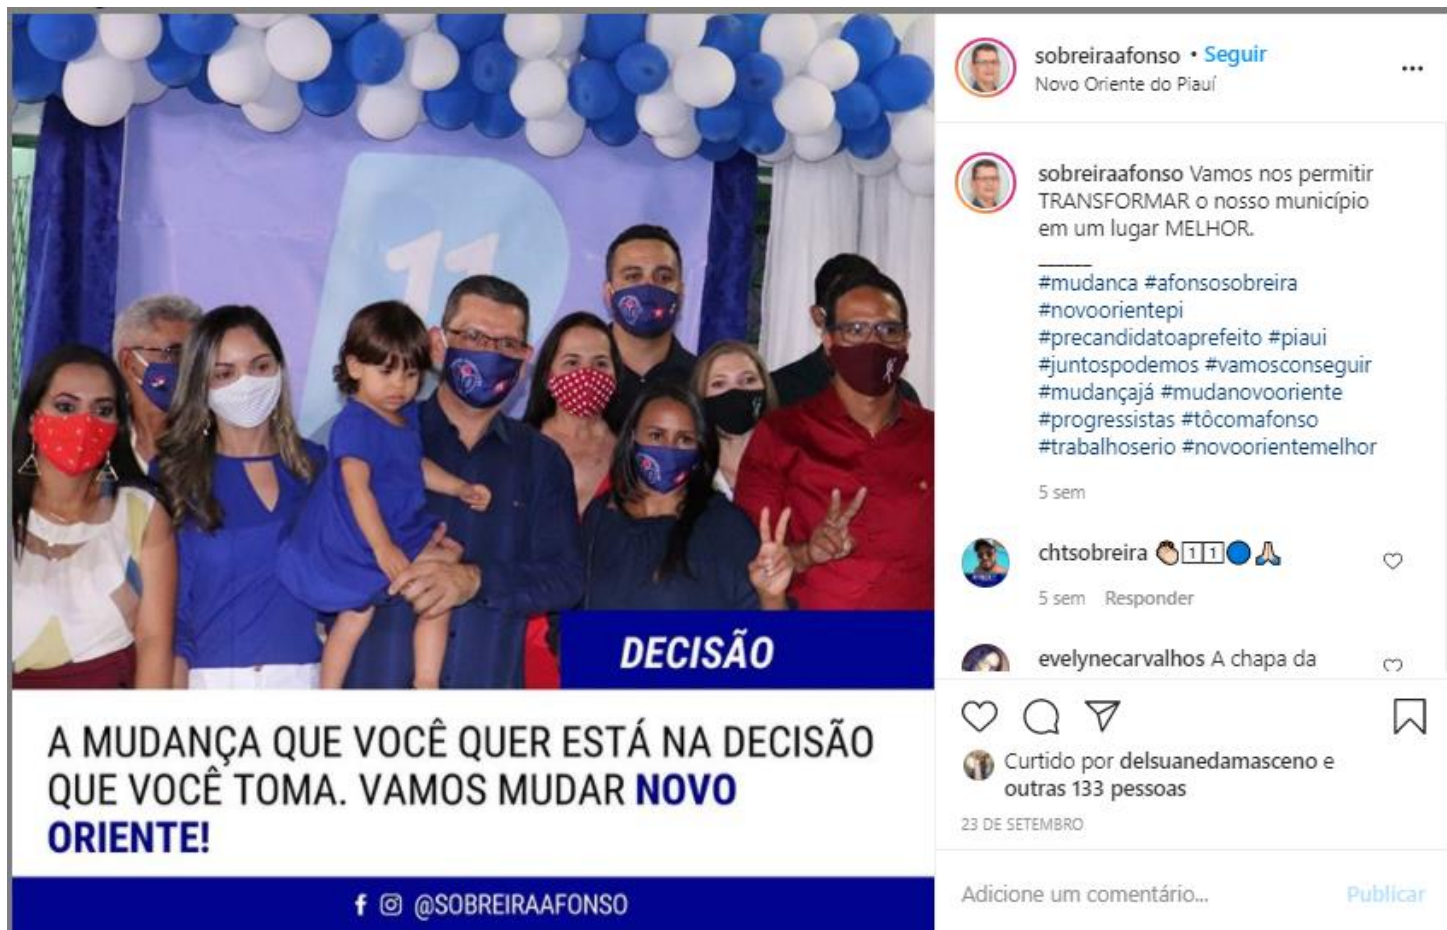 11
DECISÃO
A MUDANÇA QUE VOCÊ QUER ESTÁ NA DECISÃO
QUE VOCÊ TOMA. VAMOS MUDAR NOVO
ORIENTE!
@SOBREIRAAFONSO
sobreiraafonso • Seguir
Novo Oriente do Piauí
sobreiraafonso Vamos nos permitir
TRANSFORMAR o nosso município
em um lugar MELHOR.
______
#mudanca #afonsosobreira
#novoorientepi
#precandidatoaprefeito #piaui
#juntospodemos #vamosconseguir
#mudançajá #mudanovooriente
#progressistas #tôcomafonso
#trabalhoserio #novoorientemelhor
5 sem
chtsobreira 👏🏻1️⃣1️⃣🔵🙏🏻
5 sem Responder
evelynecarvalhos A chapa da
Curtido por delsuanedamasceno e
outras 133 pessoas
23 DE SETEMBRO
Adicione um comentário... Publicar